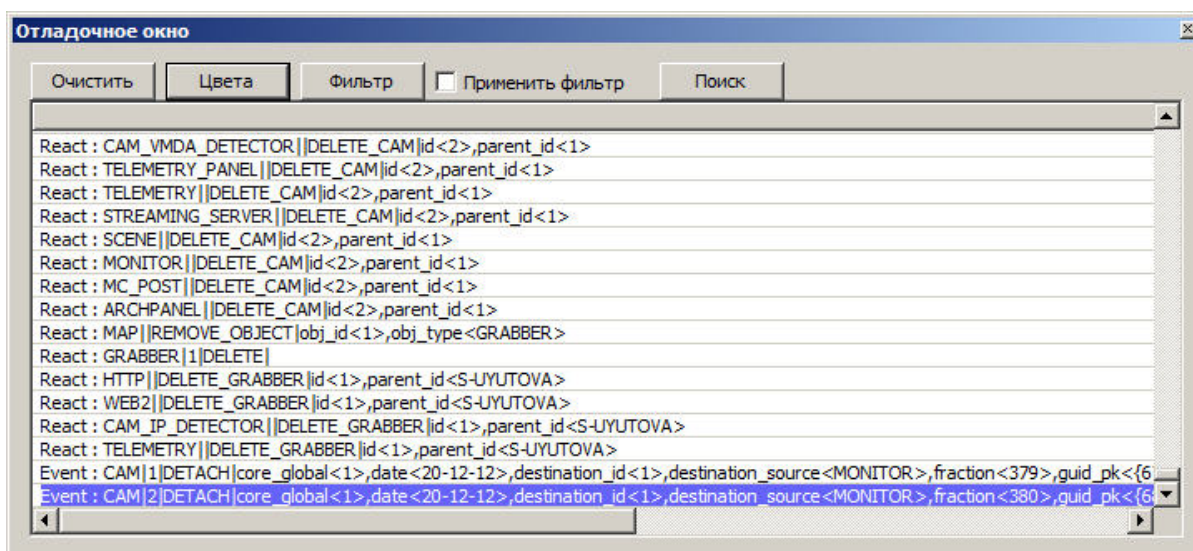 Отладочное окно
Очистить Цвета Фильтр Применить фильтр Поиск
React : CAM_VMDA_DETECTOR||DELETE_CAM|id<2>,parent_id<1>
React : TELEMETRY_PANEL||DELETE_CAM|id<2>,parent_id<1>
React : TELEMETRY||DELETE_CAM|id<2>,parent_id<1>
React : STREAMING_SERVER||DELETE_CAM|id<2>,parent_id<1>
React : SCENE||DELETE_CAM|id<2>,parent_id<1>
React : MONITOR||DELETE_CAM|id<2>,parent_id<1>
React : MC_POST||DELETE_CAM|id<2>,parent_id<1>
React : ARCHPANEL||DELETE_CAM|id<2>,parent_id<1>
React : MAP||REMOVE_OBJECT|obj_id<1>,obj_type<GRABBER>
React : GRABBER|1|DELETE|
React : HTTP||DELETE_GRABBER|id<1>,parent_id<S-UYUTOVA>
React : WEB2||DELETE_GRABBER|id<1>,parent_id<S-UYUTOVA>
React : CAM_IP_DETECTOR||DELETE_GRABBER|id<1>,parent_id<S-UYUTOVA>
React : TELEMETRY||DELETE_GRABBER|id<1>,parent_id<S-UYUTOVA>
Event : CAM|1|DETACH|core_global<1>,date<20-12-12>,destination_id<1>,destination_source<MONITOR>,fraction<379>,guid_pk<{6
Event : CAM|2|DETACH|core_global<1>,date<20-12-12>,destination_id<1>,destination_source<MONITOR>,fraction<380>,guid_pk<{6